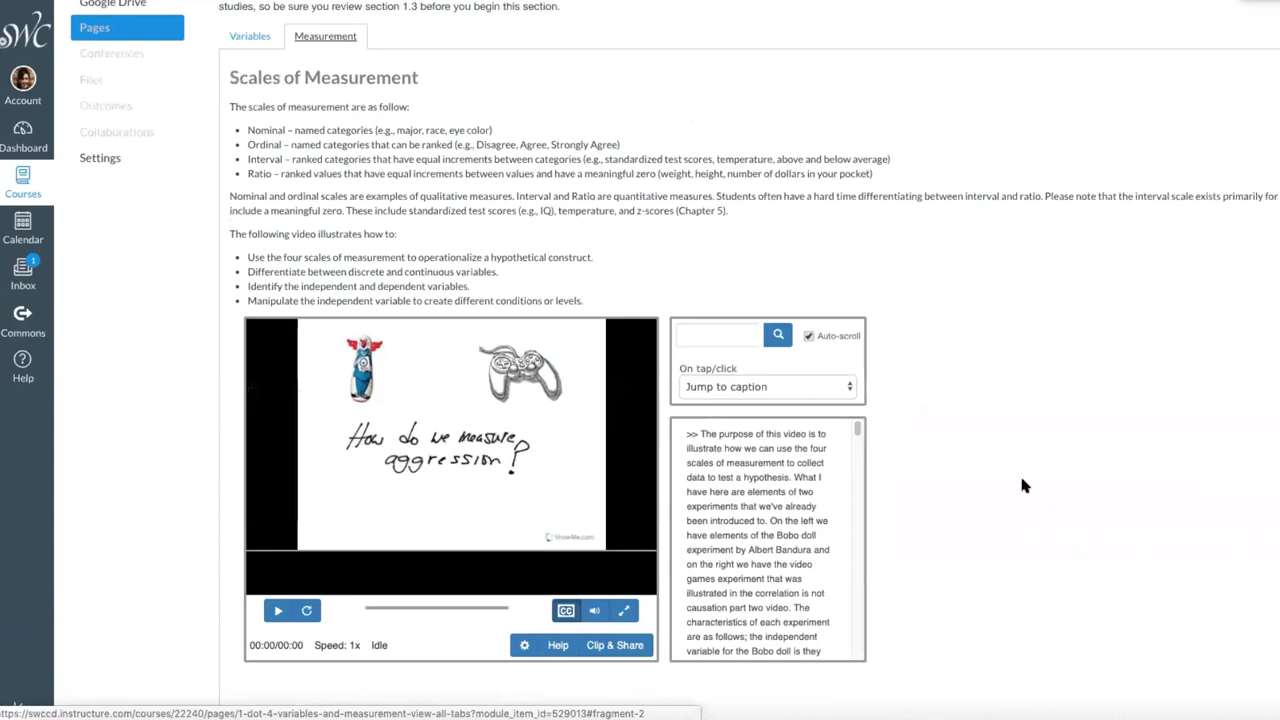 Google Drive
studies, so be sure you review section 1.3 before you begin this section.
SWC
Pages
Variables
Measurement
Conferences
Files
Scales of Measurement
Account
Outcomes
The scales of measurement are as follow:
Collaborations
• Nominal – named categories (e.g., major, race, eye color)
Dashboard
• Ordinal – named categories that can be ranked (e.g., Disagree, Agree, Strongly Agree)
Settings
• Interval – ranked categories that have equal increments between categories (e.g., standardized test scores, temperature, above and below average)
• Ratio – ranked values that have equal increments between values and have a meaningful zero (weight, height, number of dollars in your pocket)
Courses
Nominal and ordinal scales are examples of qualitative measures. Interval and Ratio are quantitative measures. Students often have a hard time differentiating between interval and ratio. Please note that the interval scale exists primarily for
include a meaningful zero. These include standardized test scores (e.g., IQ), temperature, and z-scores (Chapter 5).
Calendar
The following video illustrates how to:
• Use the four scales of measurement to operationalize a hypothetical construct.
1
• Differentiate between discrete and continuous variables.
Inbox
• Identify the independent and dependent variables.
• Manipulate the independent variable to create different conditions or levels.
Commons
Help
How do we measure
aggression?
ShowMe.com
Auto-scroll
On tap/click
Jump to caption
>> The purpose of this video is to
illustrate how we can use the four
scales of measurement to collect
data to test a hypothesis. What I
have here are elements of two
experiments that we've already
been introduced to. On the left we
have elements of the Bobo doll
experiment by Albert Bandura and
on the right we have the video
games experiment that was
illustrated in the correlation is not
causation part two video. The
characteristics of each experiment
are as follows; the independent
variable for the Bobo doll is they
CC
00:00/00:00
Speed: 1x
Idle
Help
Clip & Share
https://swccd.instructure.com/courses/22240/pages/1-dot-4-variables-and-measurement-view-all-tabs?module_item_id=529013#fragment-2